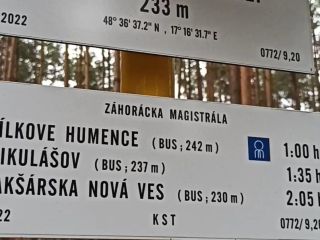 233 m
2022
48° 36' 37.2" N , 17° 16' 31.7" E
0772/9,20
ZÁHORÁCKA MAGISTRÁLA
ÍLKOVE HUMENCE ( BUS ; 242 m ) 1:00 h
IKULÁŠOV ( BUS ; 237 m ) 1:35 h
AKŠÁRSKA NOVÁ VES ( BUS ; 230 m ) 2:05 h
22
KST
0772/9,20